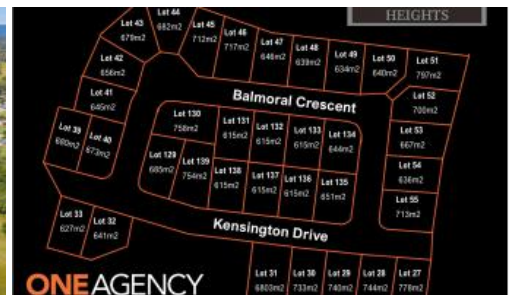 HEIGHTS
Lot 44
682m2
Lot 43
679m2
Lot 45
712m2
Lot 46
717m2
Lot 47
646m2
Lot 48
639m2
Lot 49
634m2
Lot 50
640m2
Lot 51
797m2
Lot 42
656m2
Lot 41
645m2
Balmoral Crescent
Lot 52
700m2
Lot 39
680m2
Lot 40
673m2
Lot 130
758m2
Lot 131
615m2
Lot 132
615m2
Lot 133
615m2
Lot 134
644m2
Lot 53
667m2
Lot 129
685m2
Lot 139
754m2
Lot 138
615m2
Lot 137
615m2
Lot 136
615m2
Lot 135
651m2
Lot 54
636m2
Lot 55
713m2
Lot 33
627m2
Lot 32
641m2
Kensington Drive
ONEAGENCY
Lot 31
6803m2
Lot 30
733m2
Lot 29
740m2
Lot 28
744m2
Lot 27
778m2